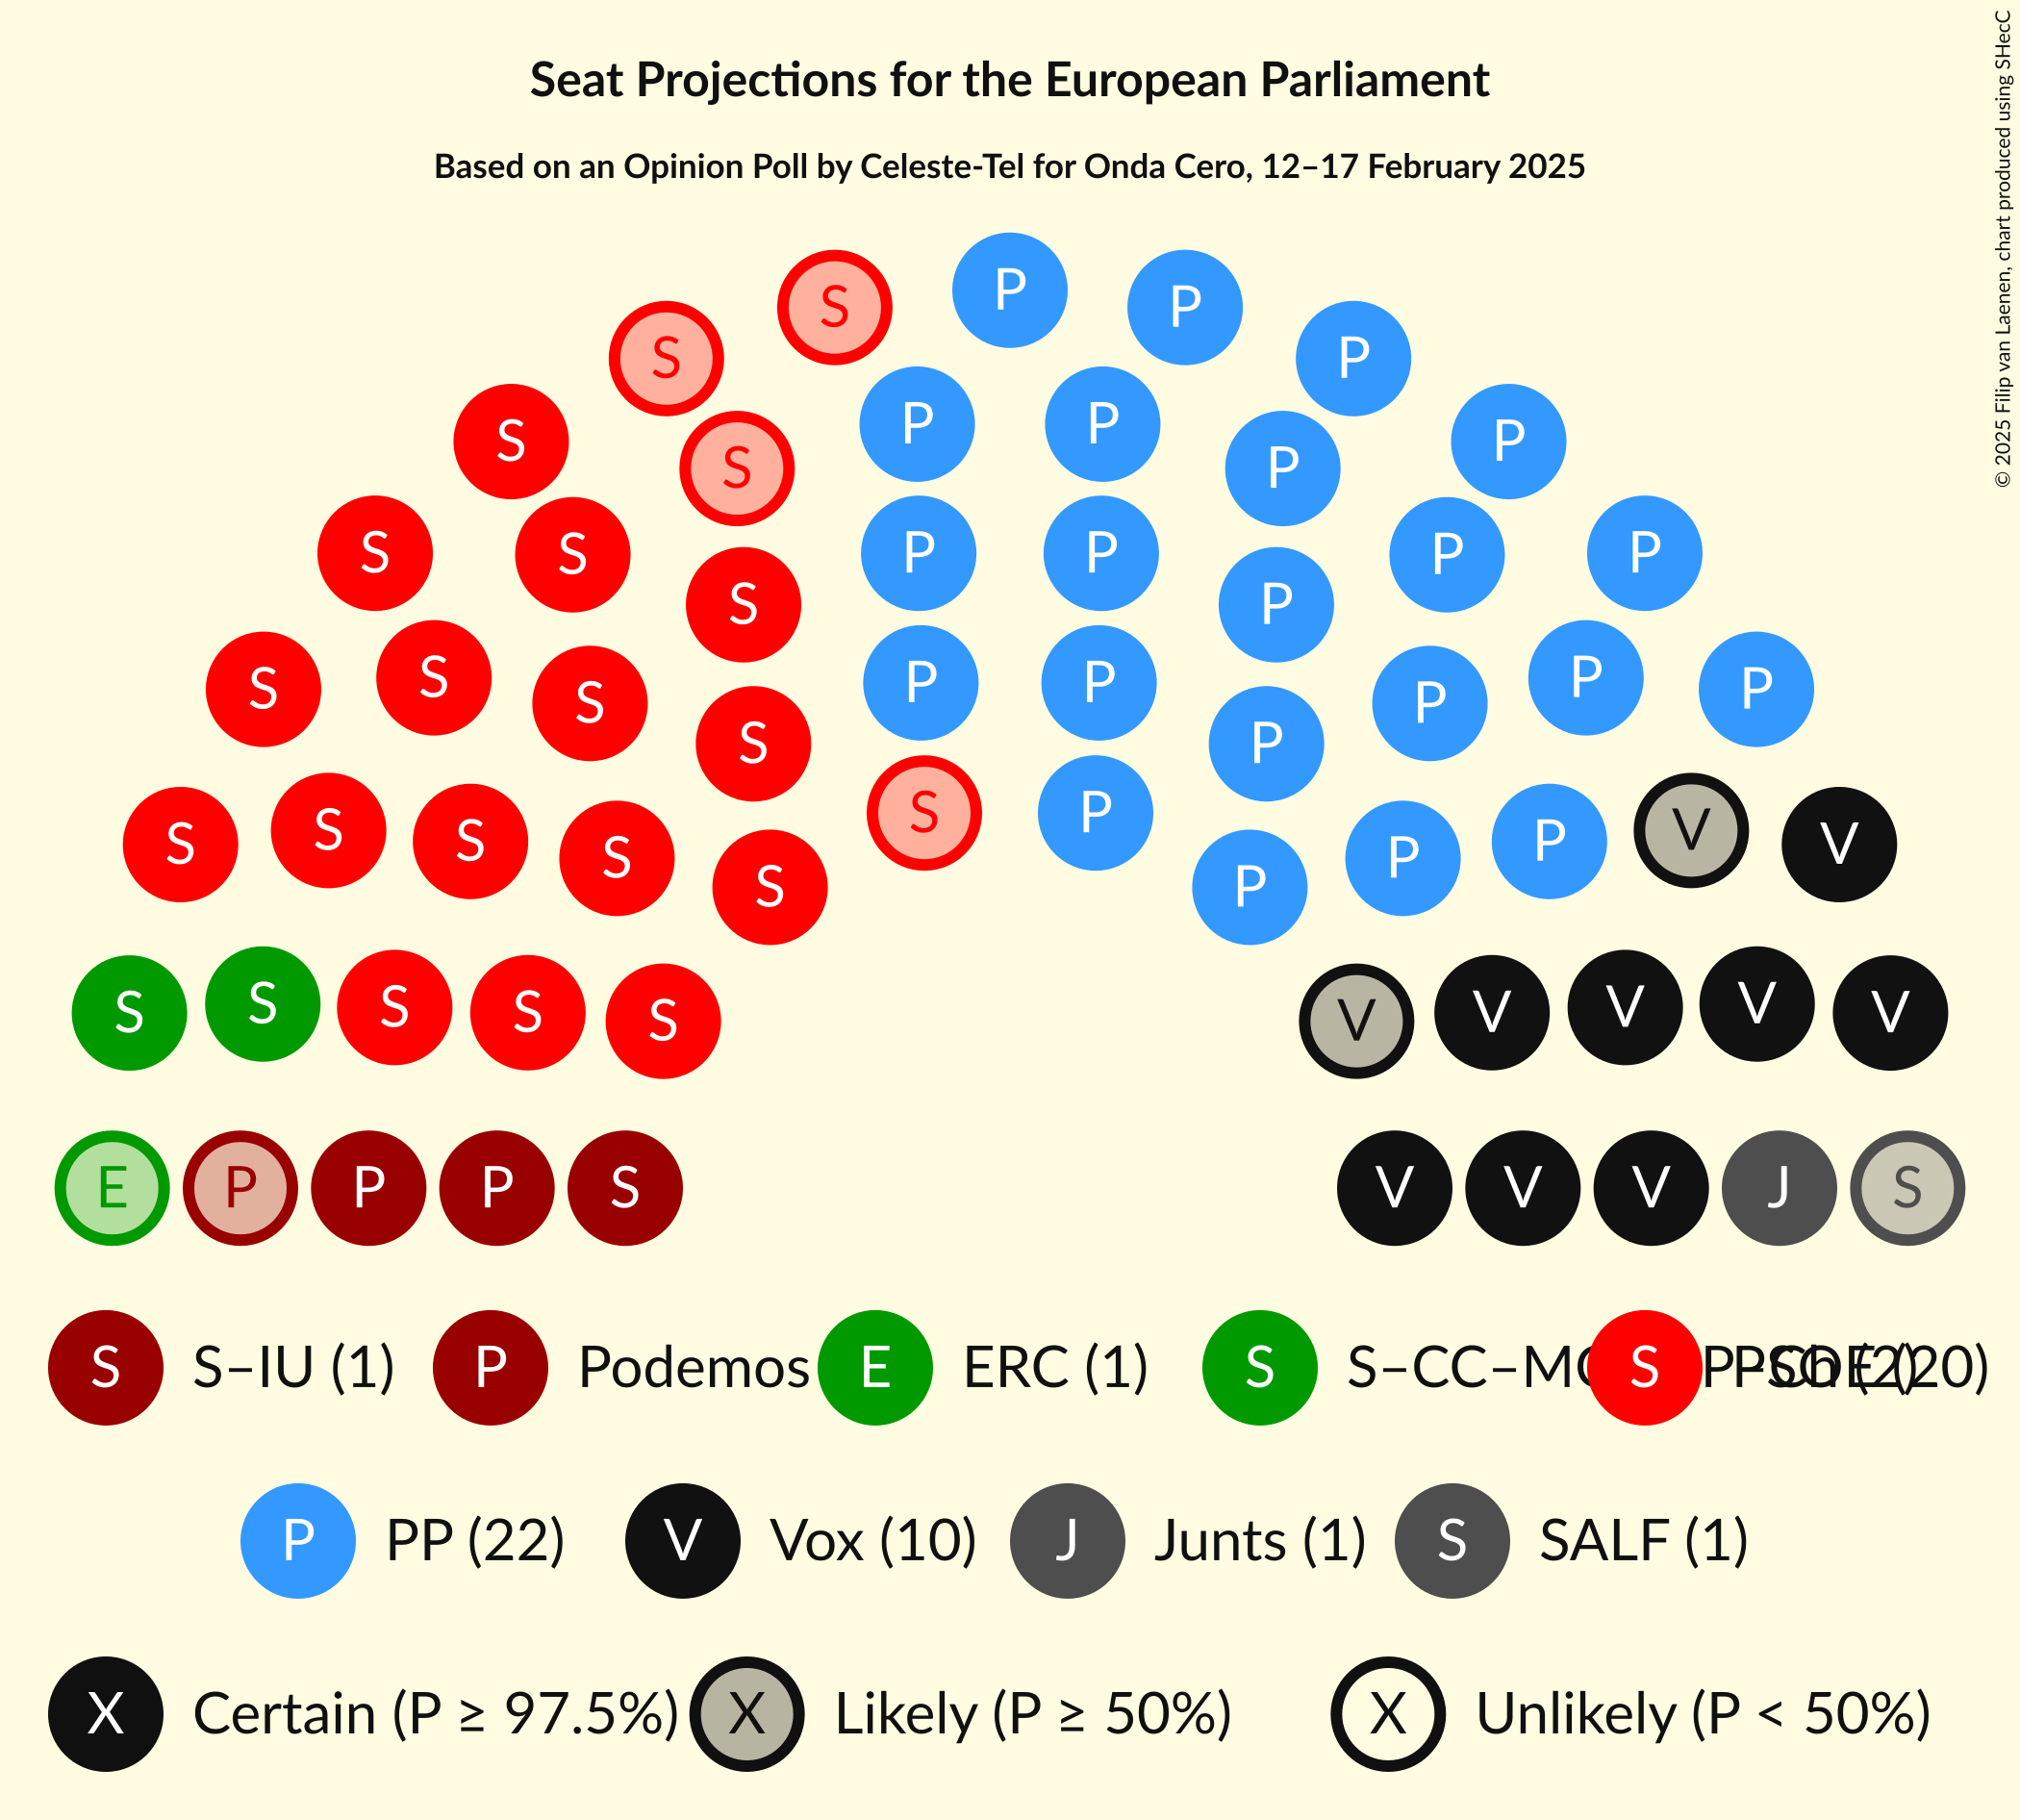 Seat Projections for the European Parliament
Based on an Opinion Poll by Celeste-Tel for Onda Cero, 12–17 February 2025
© 2025 Filip van Laenen, chart produced using SHecC
S P P
S P
S P P P
S P
S S P P P P
S P
S S S P P P P P
S P
S S S S S P P P V V
S P
S S S S S V V V V V
E P P P S V V V J S
S S–IU (1) P Podemos E ERC (1) S S PSOE (20)
P PP (22) V Vox (10) J Junts (1) S SALF (1)
X Certain (P ≥ 97.5%) X Likely (P ≥ 50%) X Unlikely (P < 50%)